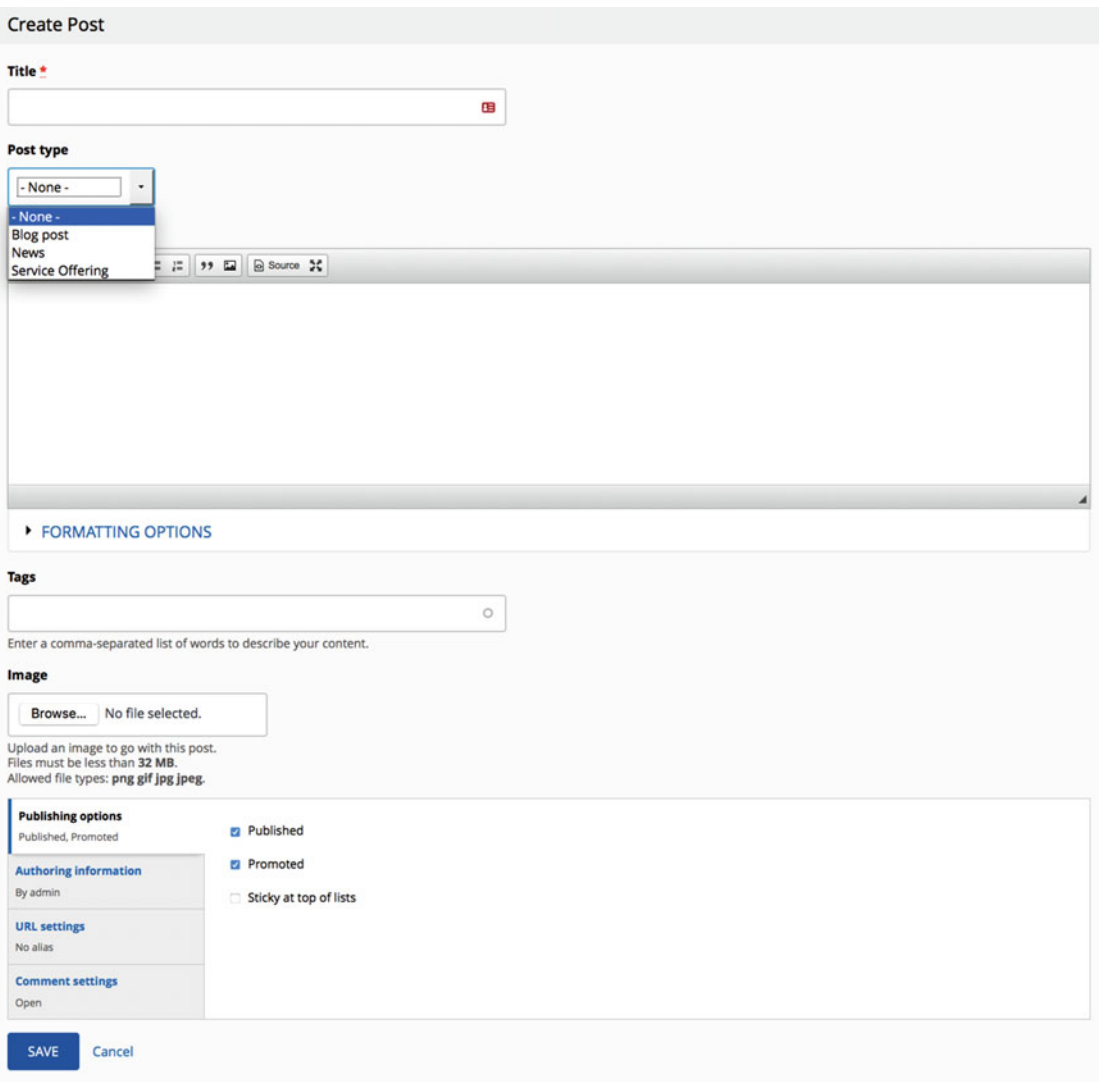 Create Post
Title *
Post type
- None -
- None -
Blog post
News
Service Offering
Source
FORMATTING OPTIONS
Tags
Enter a comma-separated list of words to describe your content.
Image
Browse... No file selected.
Upload an image to go with this post.
Files must be less than 32 MB.
Allowed file types: png gif jpg jpeg.
Publishing options
Published, Promoted
Authoring information
By admin
URL settings
No alias
Comment settings
Open
Published
Promoted
Sticky at top of lists
SAVE Cancel